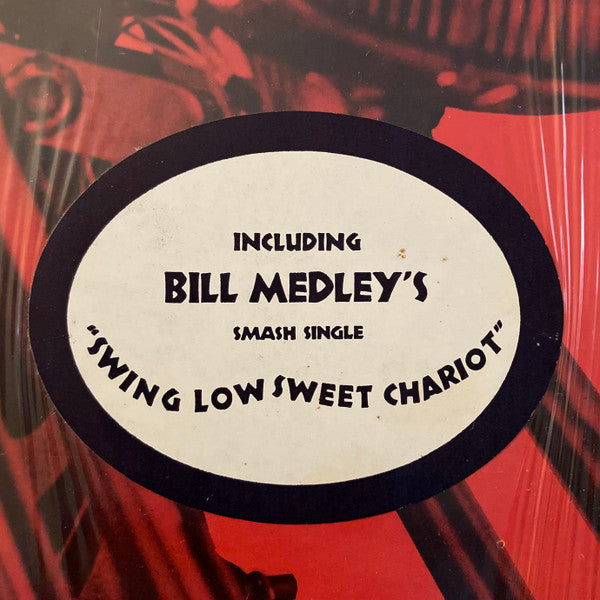 INCLUDING
BILL MEDLEY'S
SMASH SINGLE
"SWING LOW SWEET CHARIOT"